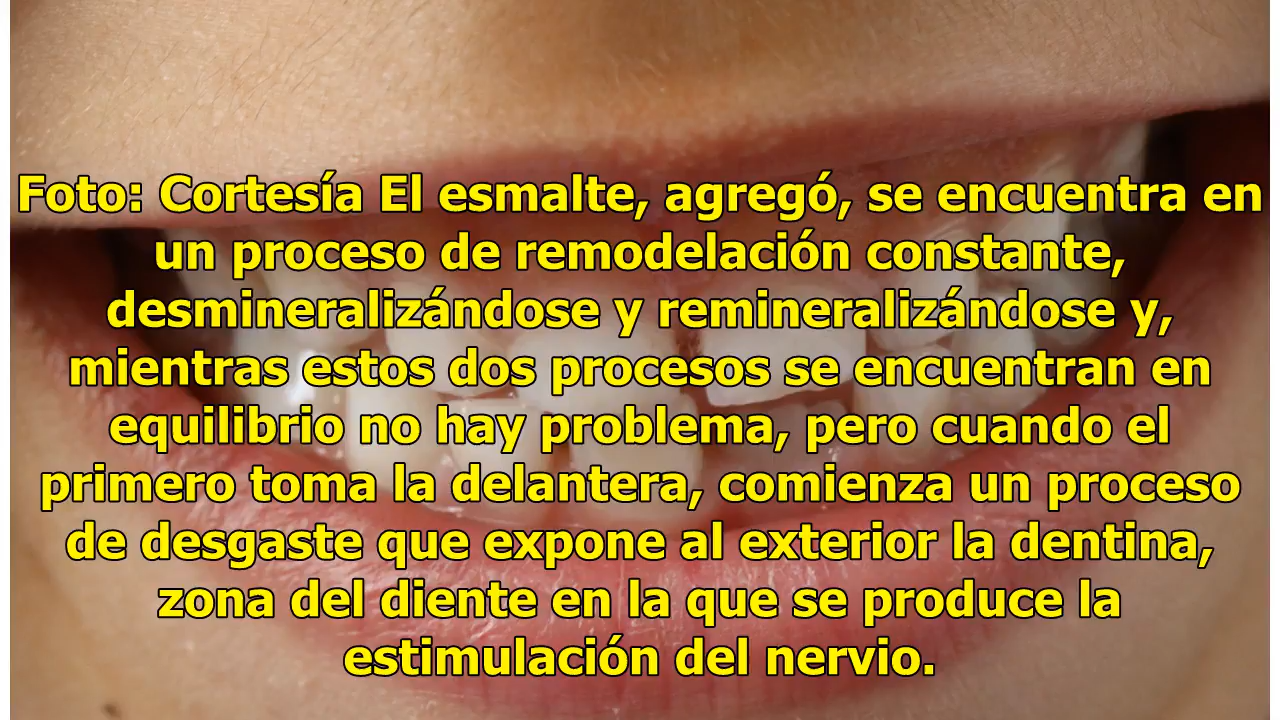 Foto: Cortesía El esmalte, agregó, se encuentra en
un proceso de remodelación constante,
desmineralizándose y remineralizándose y,
mientras estos dos procesos se encuentran en
equilibrio no hay problema, pero cuando el
primero toma la delantera, comienza un proceso
de desgaste que expone al exterior la dentina,
zona del diente en la que se produce la
estimulación del nervio.